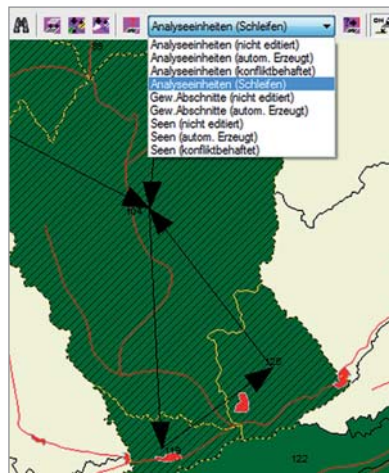 Analyseeinheiten (Schleifen)
Analyseeinheiten (nicht editiert)
Analyseeinheiten (autom. Erzeugt)
Analyseeinheiten (konfliktbehaftet)
Analyseeinheiten (Schleifen)
Gew.Abschnitte (nicht editiert)
Gew.Abschnitte (autom. Erzeugt)
Seen (nicht editiert)
Seen (autom. Erzeugt)
Seen (konfliktbehaftet)
104
122